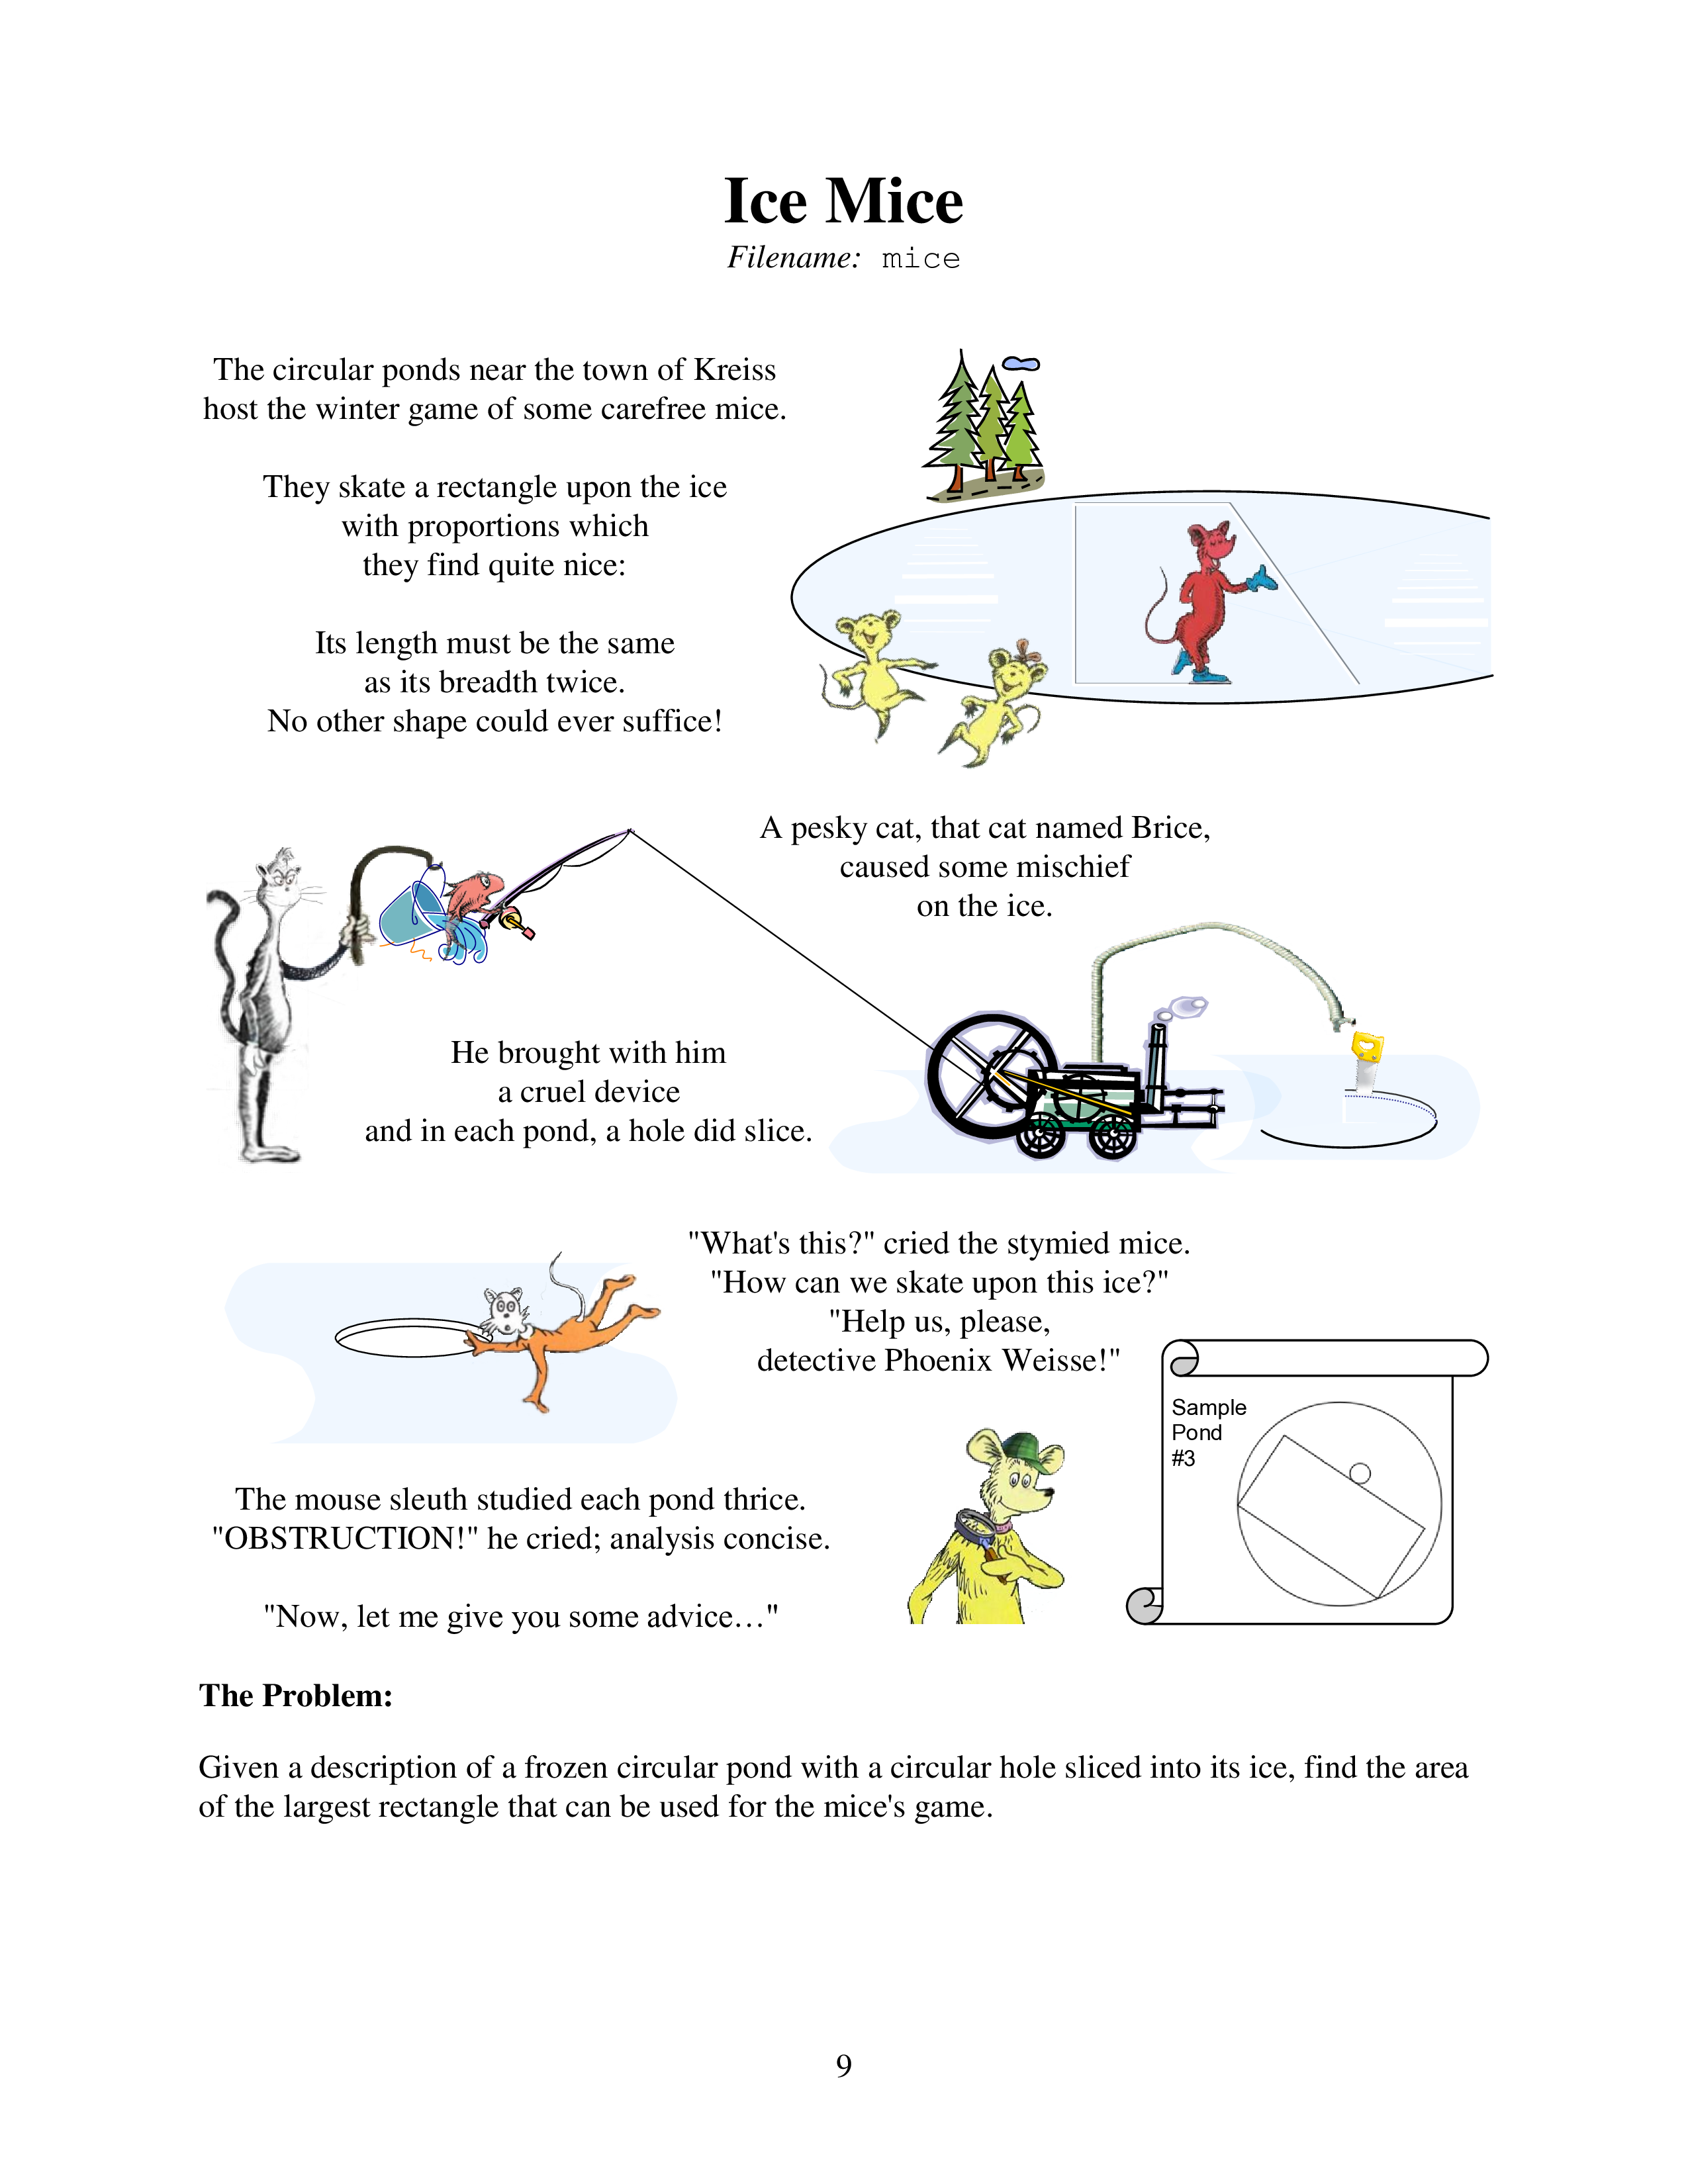 Ice Mice
Filename: mice
The circular ponds near the town of Kreiss
host the winter game of some carefree mice.
They skate a rectangle upon the ice
with proportions which
they find quite nice:
Its length must be the same
as its breadth twice.
No other shape could ever suffice!
A pesky cat, that cat named Brice,
caused some mischief
on the ice.
He brought with him
a cruel device
and in each pond, a hole did slice.
"What's this?" cried the stymied mice.
"How can we skate upon this ice?"
"Help us, please,
detective Phoenix Weisse!"
Sample
Pond
#3
The mouse sleuth studied each pond thrice.
"OBSTRUCTION!" he cried; analysis concise.
"Now, let me give you some advice…"
The Problem:
Given a description of a frozen circular pond with a circular hole sliced into its ice, find the area
of the largest rectangle that can be used for the mice's game.
9